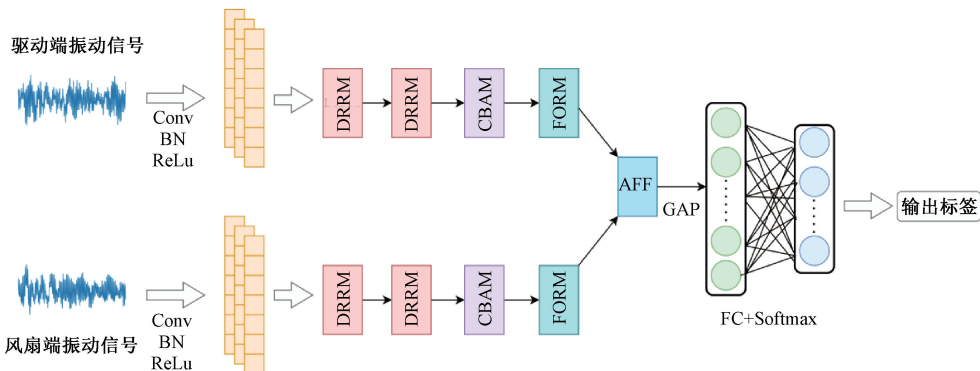 驱动端振动信号
Conv
BN
ReLu
DRRM
DRRM
CBAM
FORM
AFF
GAP
FC+Softmax
输出标签
风扇端振动信号
Conv
BN
ReLu
DRRM
DRRM
CBAM
FORM